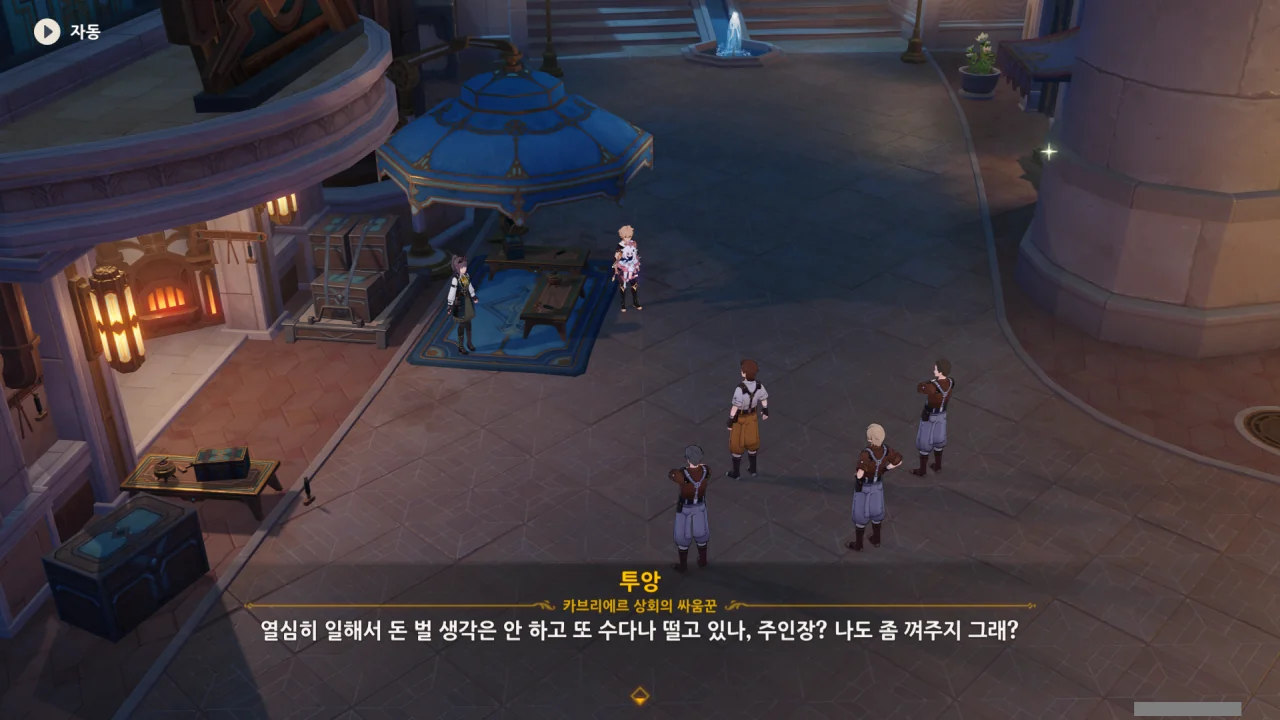 자동
투앙
카브리에르 상회의 싸움꾼
열심히 일해서 돈 벌 생각은 안 하고 또 수다나 떨고 있나, 주인장? 나도 좀 껴주지 그래?